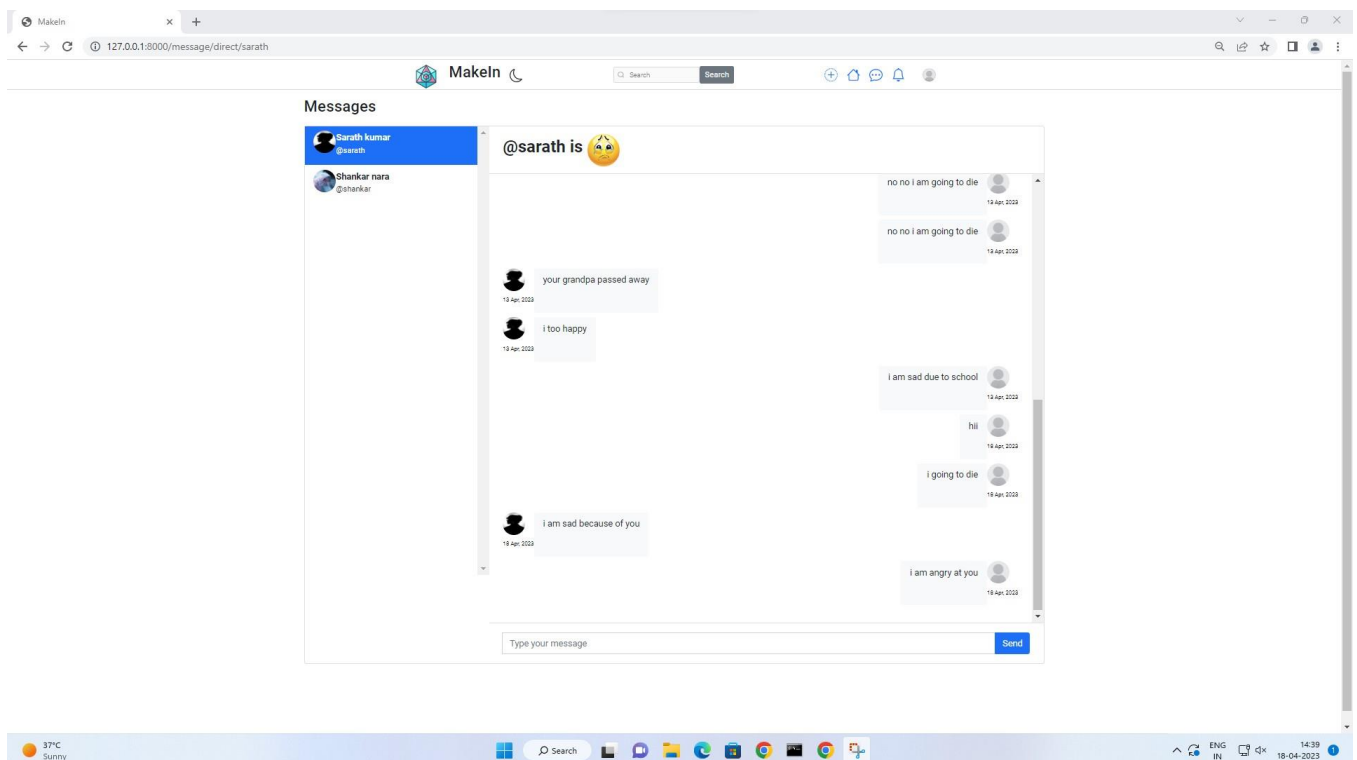 MakeIn
127.0.0.1:8000/message/direct/sarath
MakeIn
Search
Search
Messages
Sarath kumar
@sarath
Shankar nara
@shankar
@sarath is
no no i am going to die
13 Apr, 2023
no no i am going to die
13 Apr, 2023
your grandpa passed away
13 Apr, 2023
i too happy
13 Apr, 2023
i am sad due to school
13 Apr, 2023
hii
18 Apr, 2023
i going to die
18 Apr, 2023
i am sad because of you
18 Apr, 2023
i am angry at you
18 Apr, 2023
Type your message
Send
37°C
Sunny
Search
ENG
IN
14:39
18-04-2023
1